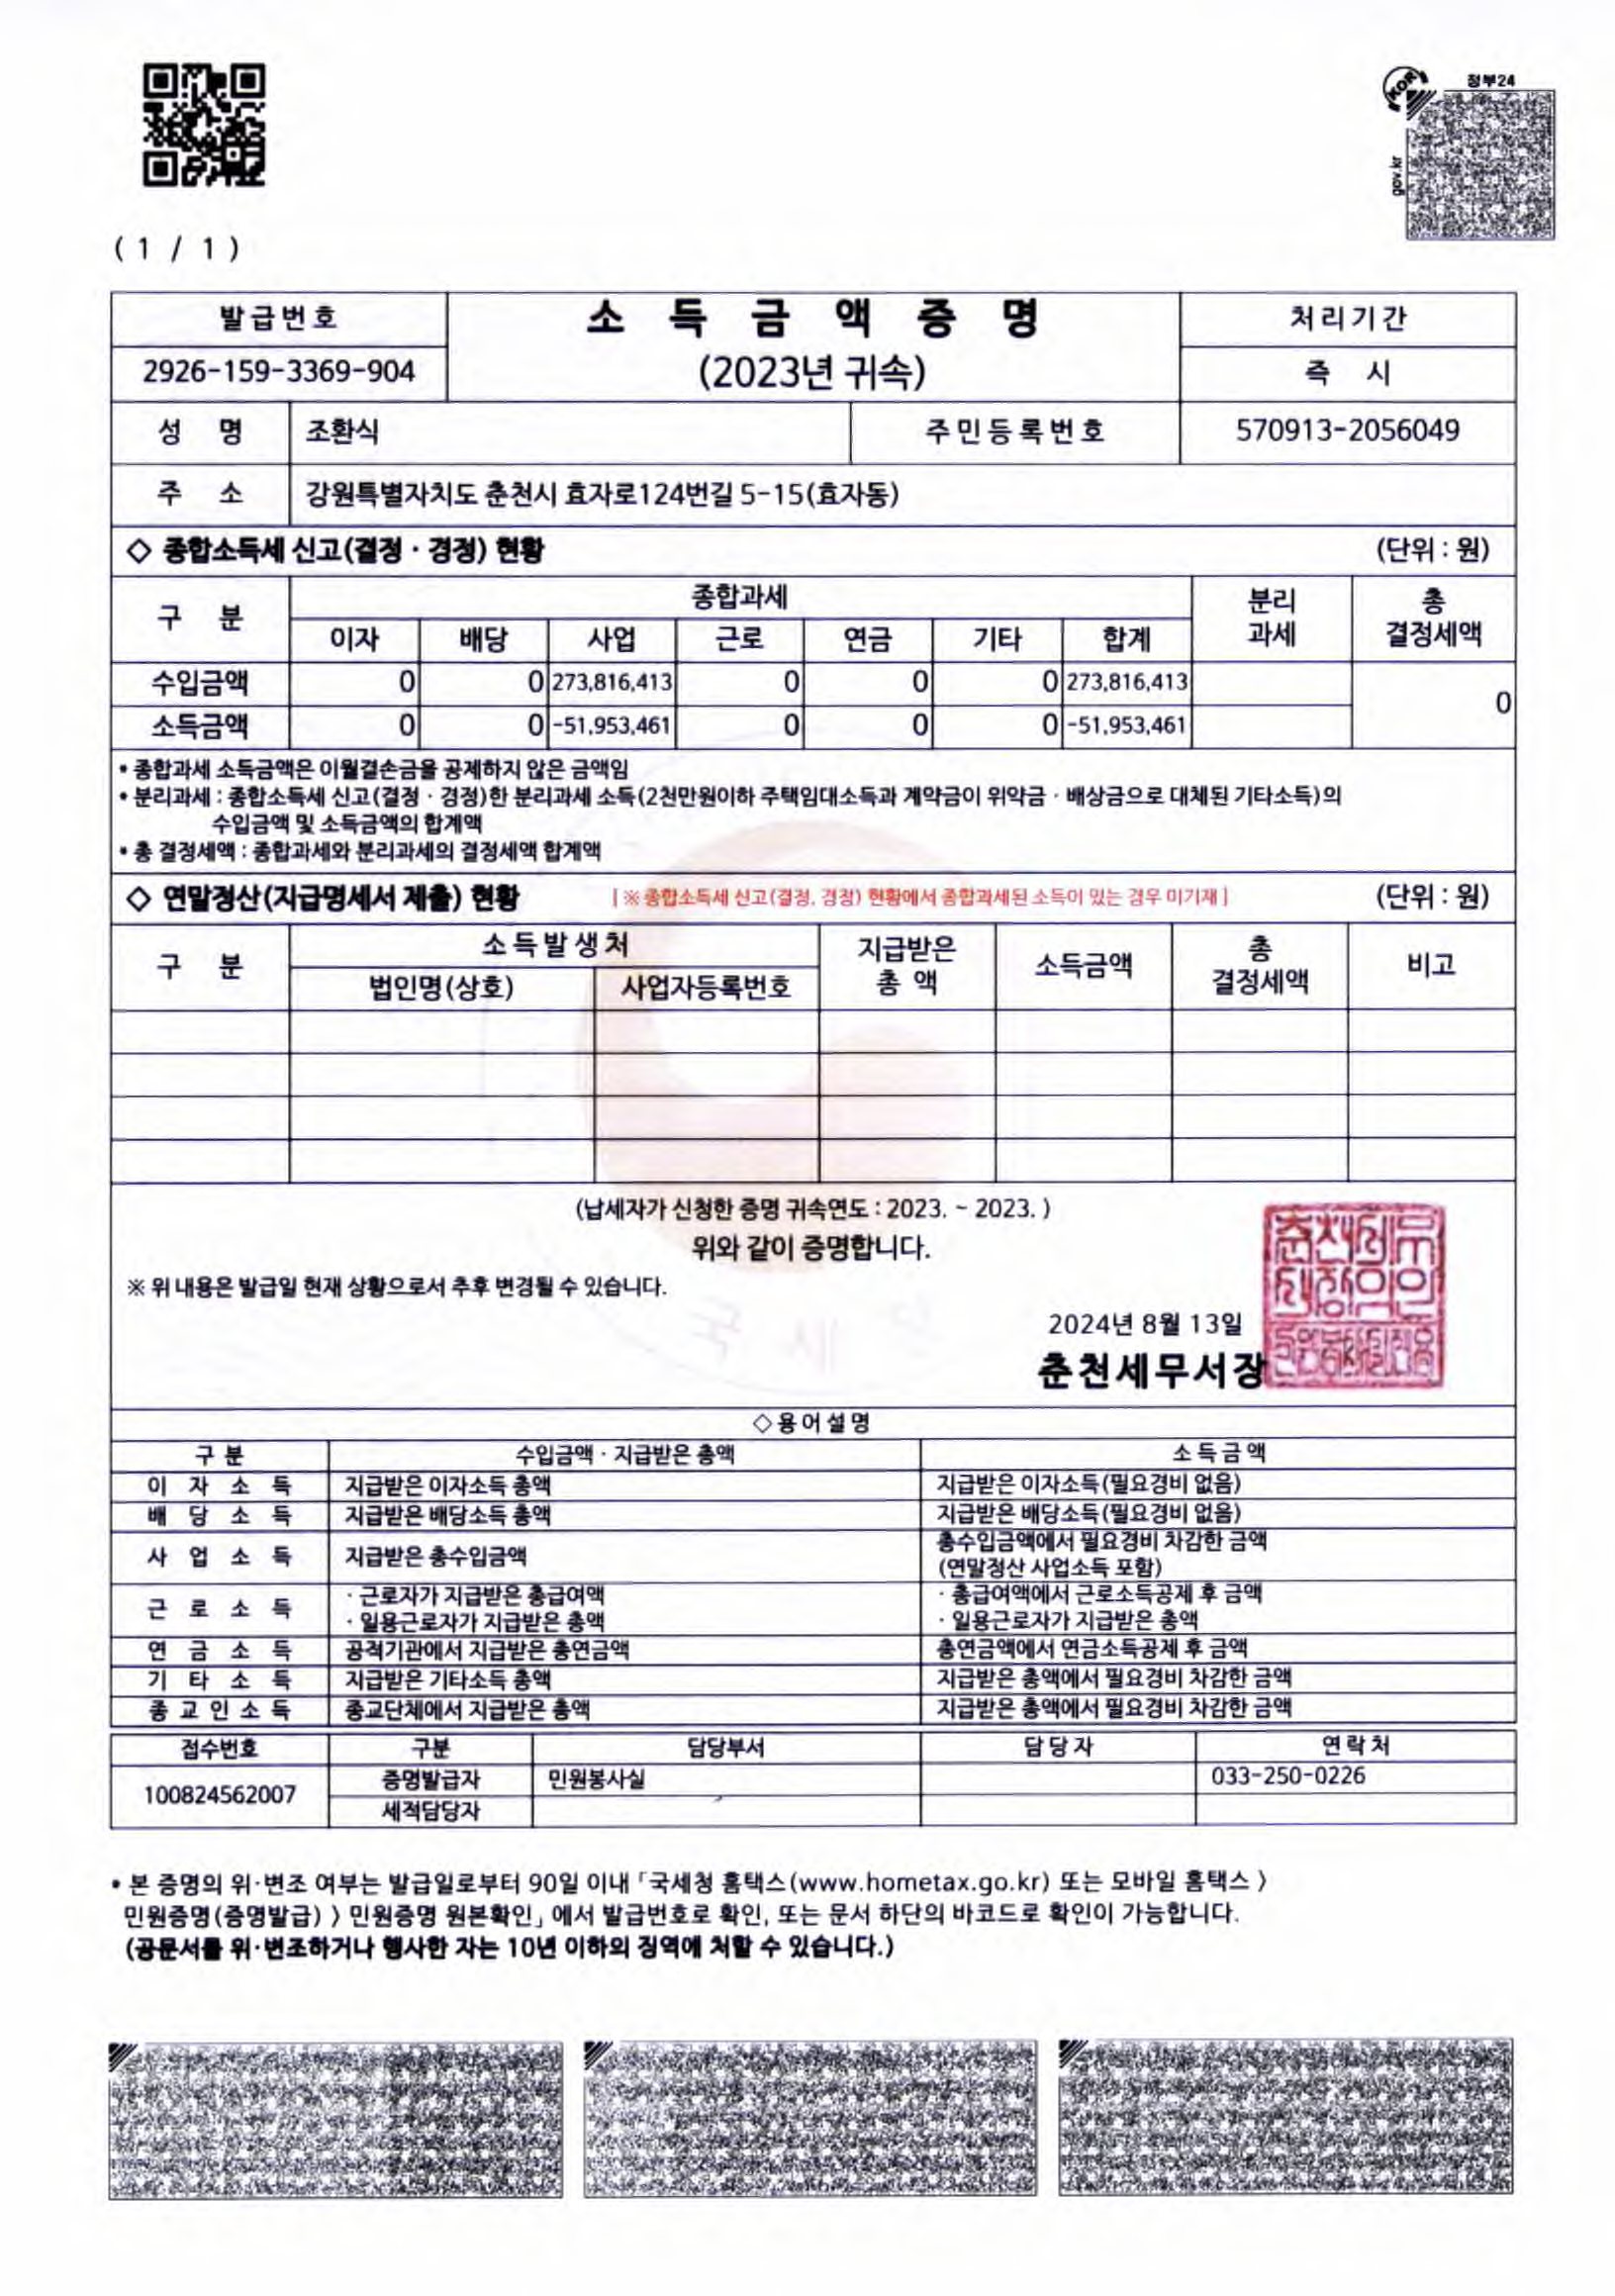 정부24
gov.kr
KOR
( 1 / 1 )
발급번호
소 득 금 액 증 명
처리기간
2926-159-3369-904
(2023년 귀속)
즉 시
성 명
조환식
주민등록번호
570913-2056049
주 소
강원특별자치도 춘천시 효자로124번길 5-15(효자동)
◇ 종합소득세 신고(결정 · 경정) 현황 (단위 : 원)
구 분
종합과세
분리
과세
총
결정세액
이자 배당 사업 근로 연금 기타 합계
수입금액 0 0 273,816,413 0 0 0 273,816,413
0
소득금액 0 0 -51,953,461 0 0 0 -51,953,461
• 종합과세 소득금액은 이월결손금을 공제하지 않은 금액임
• 분리과세 : 종합소득세 신고(결정 · 경정)한 분리과세 소득(2천만원이하 주택임대소득과 계약금이 위약금 · 배상금으로 대체된 기타소득)의
수입금액 및 소득금액의 합계액
• 총 결정세액 : 종합과세와 분리과세의 결정세액 합계액
◇ 연말정산(지급명세서 제출) 현황 [ ※ 종합소득세 신고(결정, 경정) 현황에서 종합과세된 소득이 있는 경우 미기재 ] (단위 : 원)
구 분
소득발생처
지급받은
총 액
소득금액
총
결정세액
비고
법인명(상호) 사업자등록번호
(납세자가 신청한 증명 귀속연도 : 2023. ~ 2023. )
위와 같이 증명합니다.
※ 위 내용은 발급일 현재 상황으로서 추후 변경될 수 있습니다.
2024년 8월 13일
춘천세무서장
◇용어설명
구 분 수입금액 · 지급받은 총액 소득금액
이 자 소 득 지급받은 이자소득 총액 지급받은 이자소득(필요경비 없음)
배 당 소 득 지급받은 배당소득 총액 지급받은 배당소득(필요경비 없음)
사 업 소 득 지급받은 총수입금액 총수입금액에서 필요경비 차감한 금액
(연말정산 사업소득 포함)
근 로 소 득 · 근로자가 지급받은 총급여액 · 총급여액에서 근로소득공제 후 금액
· 일용근로자가 지급받은 총액 · 일용근로자가 지급받은 총액
연 금 소 득 공적기관에서 지급받은 총연금액 총연금액에서 연금소득공제 후 금액
기 타 소 득 지급받은 기타소득 총액 지급받은 총액에서 필요경비 차감한 금액
종 교 인 소 득 종교단체에서 지급받은 총액 지급받은 총액에서 필요경비 차감한 금액
접수번호 구분 담당부서 담당자 연락처
100824562007
증명발급자 민원봉사실 033-250-0226
세적담당자
• 본 증명의 위·변조 여부는 발급일로부터 90일 이내 「국세청 홈택스(www.hometax.go.kr) 또는 모바일 홈택스 〉
민원증명(증명발급) 〉 민원증명 원본확인」에서 발급번호로 확인, 또는 문서 하단의 바코드로 확인이 가능합니다.
(공문서를 위·변조하거나 행사한 자는 10년 이하의 징역에 처할 수 있습니다.)